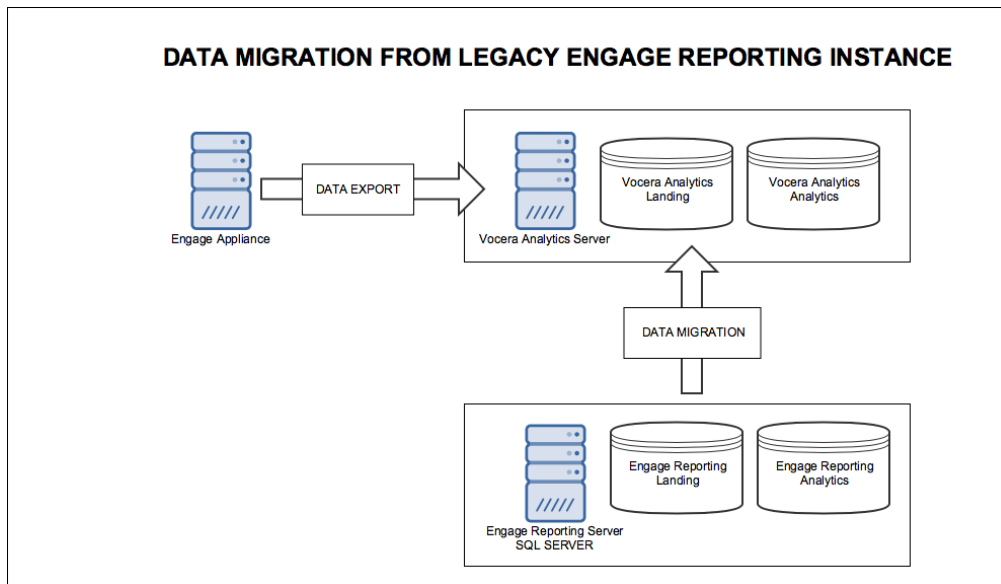 DATA MIGRATION FROM LEGACY ENGAGE REPORTING INSTANCE
DATA EXPORT
Engage Appliance
Vocera Analytics Server
Vocera Analytics
Landing
Vocera Analytics
Analytics
DATA MIGRATION
Engage Reporting Server
SQL SERVER
Engage Reporting
Landing
Engage Reporting
Analytics